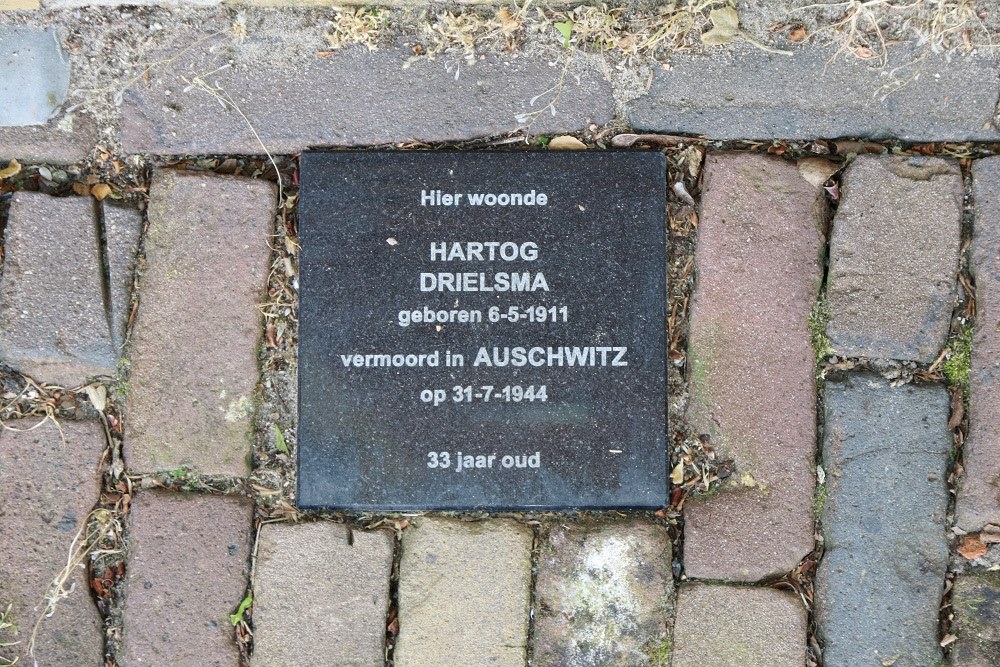 Hier woonde
HARTOG
DRIELSMA
geboren 6-5-1911
vermoord in AUSCHWITZ
op 31-7-1944
33 jaar oud